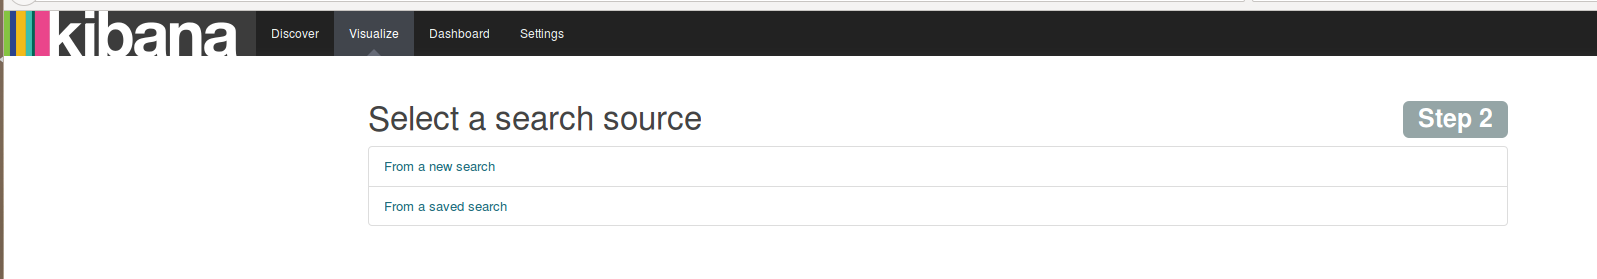 kibana Discover Visualize Dashboard Settings
Select a search source Step 2
From a new search
From a saved search